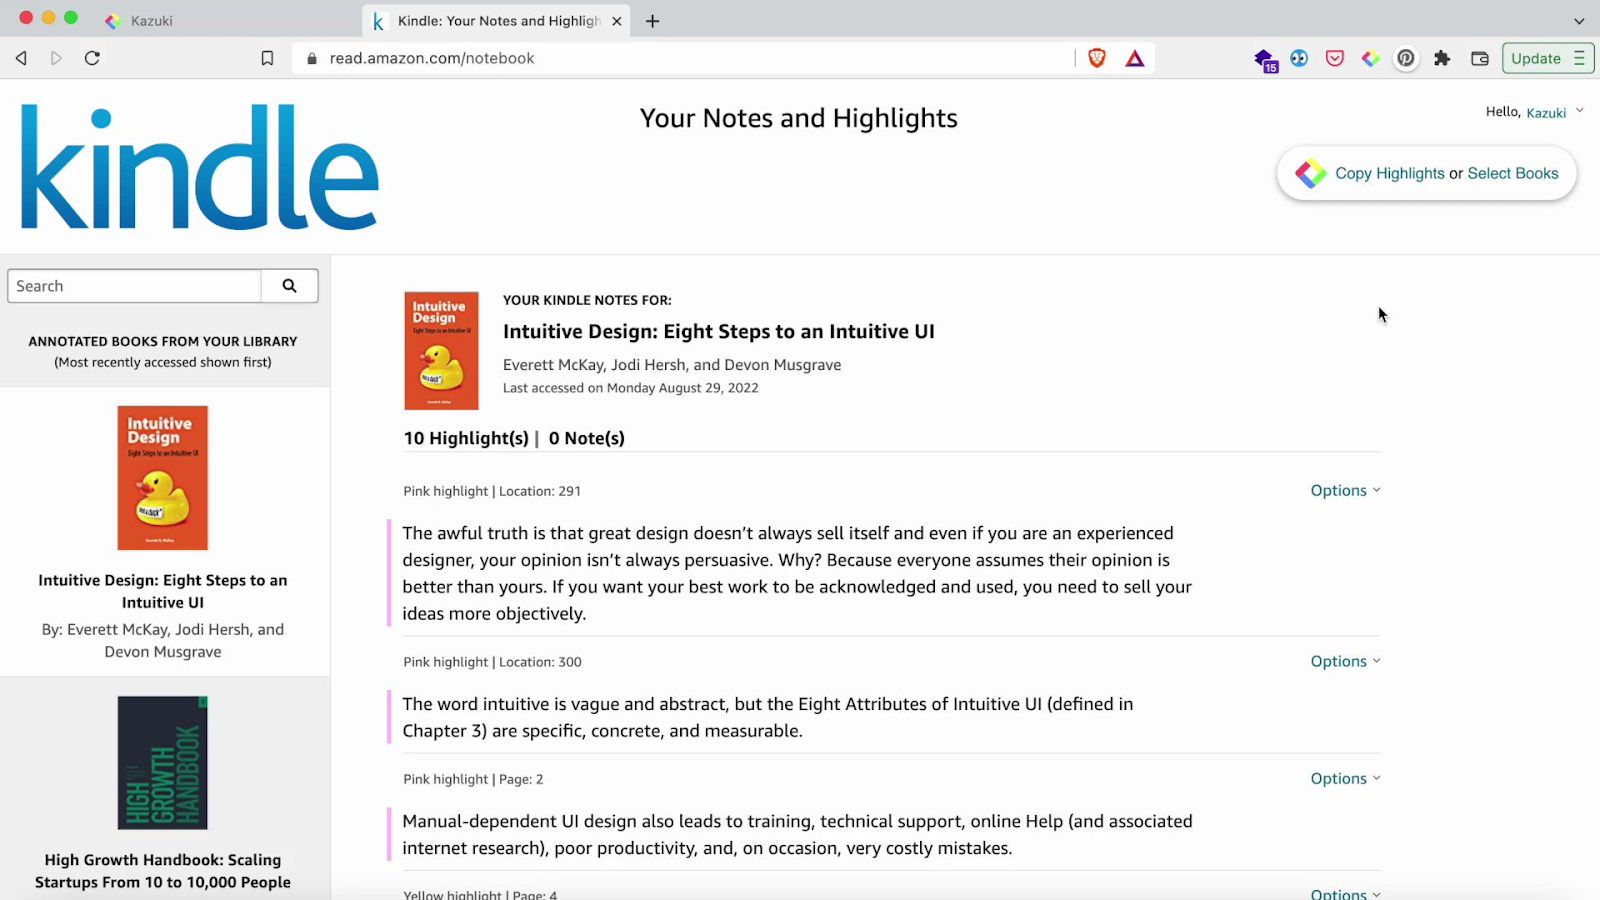 Kazuki
Kindle: Your Notes and Highligh
read.amazon.com/notebook
15
Update
kindle
Your Notes and Highlights
Hello, Kazuki
Copy Highlights or Select Books
Search
ANNOTATED BOOKS FROM YOUR LIBRARY
(Most recently accessed shown first)
Intuitive
Design
Eight Steps to an Intuitive UI
Intuitive Design: Eight Steps to an
Intuitive UI
By: Everett McKay, Jodi Hersh, and
Devon Musgrave
HIGH
GROWTH
HANDBOOK
High Growth Handbook: Scaling
Startups From 10 to 10,000 People
Intuitive
Design
Eight Steps to an Intuitive UI
YOUR KINDLE NOTES FOR:
Intuitive Design: Eight Steps to an Intuitive UI
Everett McKay, Jodi Hersh, and Devon Musgrave
Last accessed on Monday August 29, 2022
10 Highlight(s) | 0 Note(s)
Pink highlight | Location: 291
Options
The awful truth is that great design doesn’t always sell itself and even if you are an experienced
designer, your opinion isn’t always persuasive. Why? Because everyone assumes their opinion is
better than yours. If you want your best work to be acknowledged and used, you need to sell your
ideas more objectively.
Pink highlight | Location: 300
Options
The word intuitive is vague and abstract, but the Eight Attributes of Intuitive UI (defined in
Chapter 3) are specific, concrete, and measurable.
Pink highlight | Page: 2
Options
Manual-dependent UI design also leads to training, technical support, online Help (and associated
internet research), poor productivity, and, on occasion, very costly mistakes.
Yellow highlight | Page: 4
Options